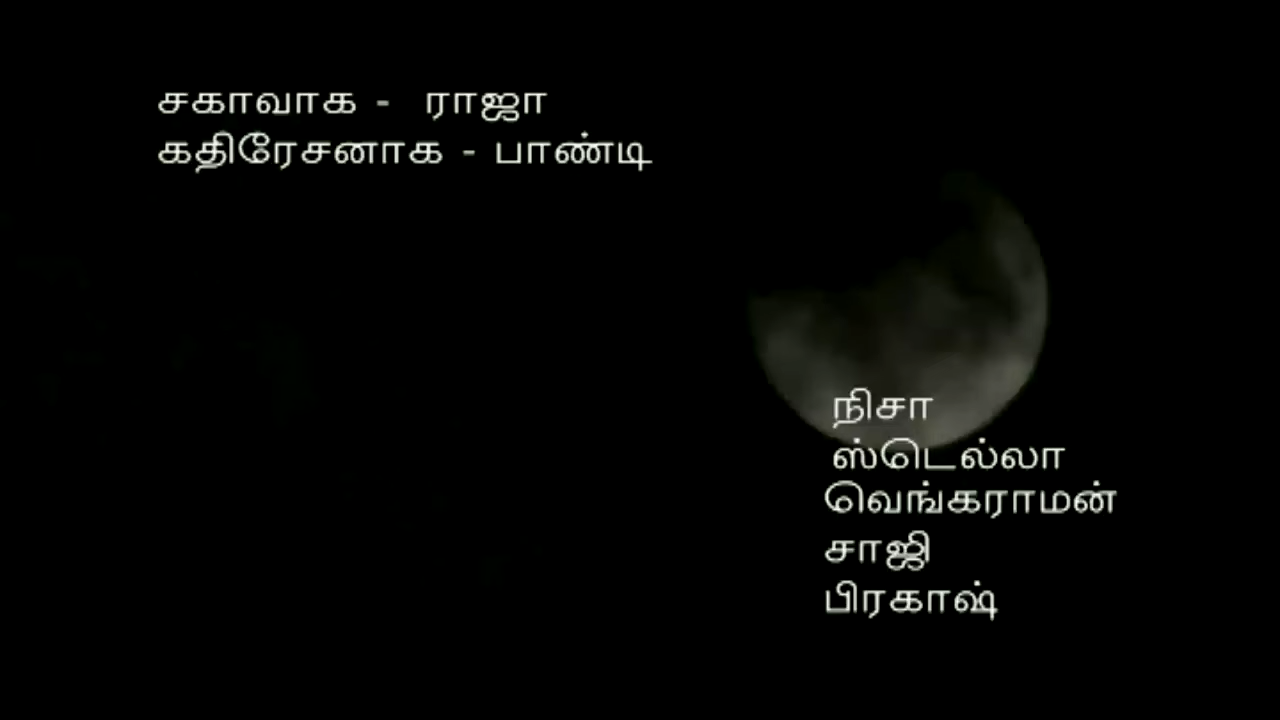 சகாவாக - ராஜா
கதிரேசனாக - பாண்டி
நிசா
ஸ்டெல்லா
வெங்கராமன்
சாஜி
பிரகாஷ்